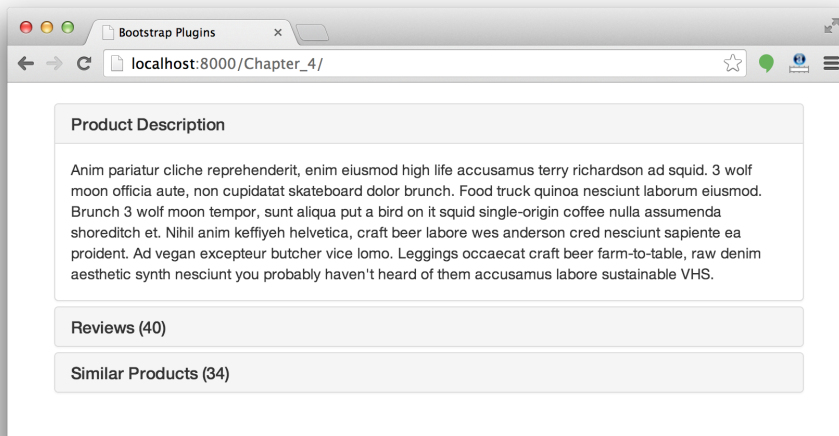 Bootstrap Plugins
localhost:8000/Chapter_4/
Product Description
Anim pariatur cliche reprehenderit, enim eiusmod high life accusamus terry richardson ad squid. 3 wolf
moon officia aute, non cupidatat skateboard dolor brunch. Food truck quinoa nesciunt laborum eiusmod.
Brunch 3 wolf moon tempor, sunt aliqua put a bird on it squid single-origin coffee nulla assumenda
shoreditch et. Nihil anim keffiyeh helvetica, craft beer labore wes anderson cred nesciunt sapiente ea
proident. Ad vegan excepteur butcher vice lomo. Leggings occaecat craft beer farm-to-table, raw denim
aesthetic synth nesciunt you probably haven't heard of them accusamus labore sustainable VHS.
Reviews (40)
Similar Products (34)